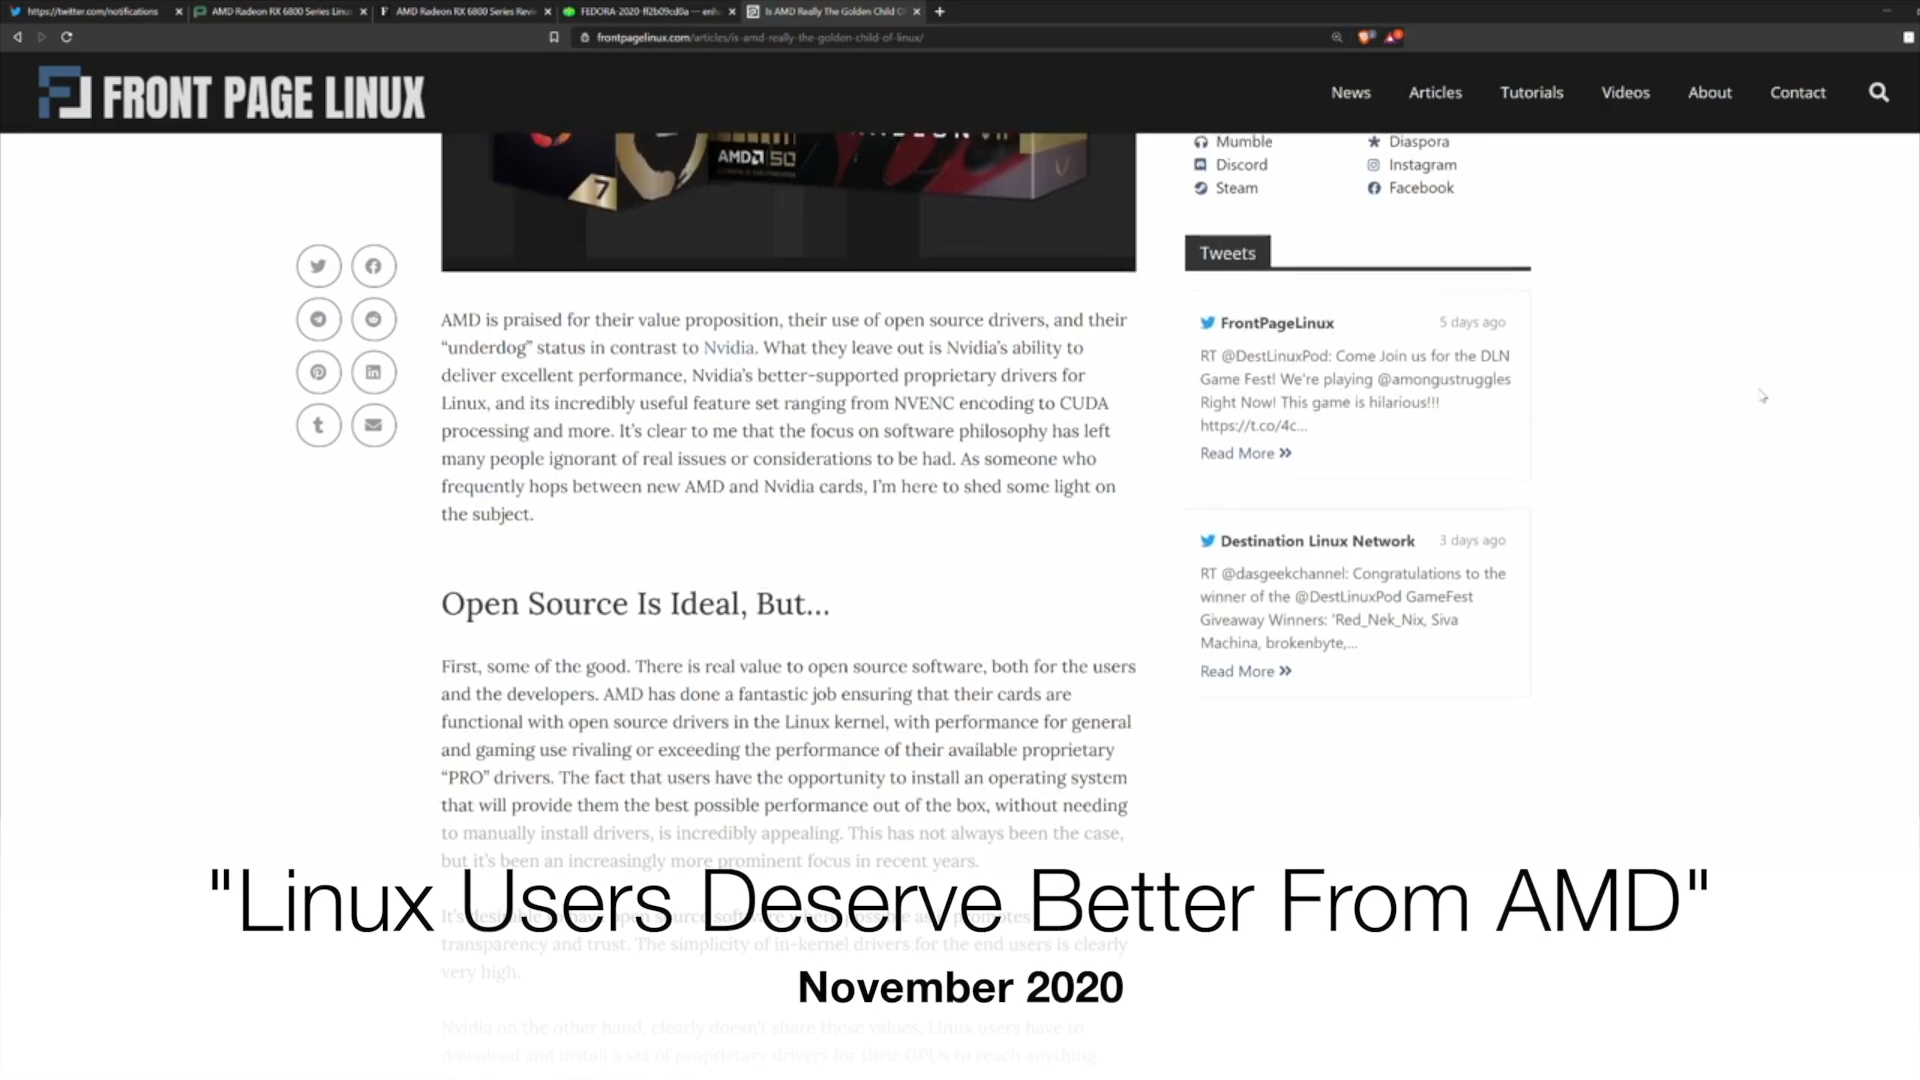 https://twitter.com/notifications
AMD Radeon RX 6800 Series Linu
AMD Radeon RX 6800 Series Revi
FEDORA-2020-ff2b09cd0a — enh
Is AMD Really The Golden Child O
frontpagelinux.com/articles/is-amd-really-the-golden-child-of-linux/
FRONT PAGE LINUX
News
Articles
Tutorials
Videos
About
Contact
AMD 50
7
Mumble
Diaspora
Discord
Instagram
Steam
Facebook
AMD is praised for their value proposition, their use of open source drivers, and their
“underdog” status in contrast to Nvidia. What they leave out is Nvidia’s ability to
deliver excellent performance, Nvidia’s better-supported proprietary drivers for
Linux, and its incredibly useful feature set ranging from NVENC encoding to CUDA
processing and more. It’s clear to me that the focus on software philosophy has left
many people ignorant of real issues or considerations to be had. As someone who
frequently hops between new AMD and Nvidia cards, I’m here to shed some light on
the subject.
Open Source Is Ideal, But...
First, some of the good. There is real value to open source software, both for the users
and the developers. AMD has done a fantastic job ensuring that their cards are
functional with open source drivers in the Linux kernel, with performance for general
and gaming use rivaling or exceeding the performance of their available proprietary
“PRO” drivers. The fact that users have the opportunity to install an operating system
that will provide them the best possible performance out of the box, without needing
to manually install drivers, is incredibly appealing. This has not always been the case,
but it’s been an increasingly more prominent focus in recent years.
It’s desirable to have open source software where possible as it promotes
transparency and trust. The simplicity of in-kernel drivers for the end users is clearly
very high.
Nvidia on the other hand, clearly doesn’t share these values. Linux users have to
download and install a set of proprietary drivers for their GPUs to reach anything
Tweets
FrontPageLinux
5 days ago
RT @DestLinuxPod: Come Join us for the DLN
Game Fest! We're playing @amongustruggles
Right Now! This game is hilarious!!!
https://t.co/4c...
Read More
Destination Linux Network
3 days ago
RT @dasgeekchannel: Congratulations to the
winner of the @DestLinuxPod GameFest
Giveaway Winners: 'Red_Nek_Nix, Siva
Machina, brokenbyte,...
Read More
"Linux Users Deserve Better From AMD"
November 2020